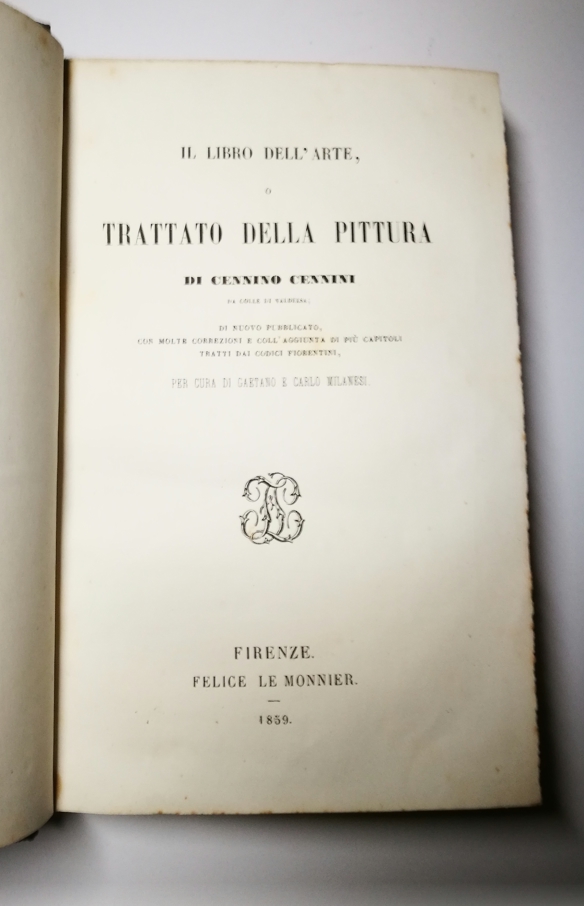 IL LIBRO DELL'ARTE,
O
TRATTATO DELLA PITTURA
DI CENNINO CENNINI
DA COLLE DI VALDELSA;
DI NUOVO PUBBLICATO,
CON MOLTE CORREZIONI E COLL'AGGIUNTA DI PIÙ CAPITOLI
TRATTI DAI CODICI FIORENTINI,
PER CURA DI GAETANO E CARLO MILANESI.
FIRENZE.
FELICE LE MONNIER.
1859.